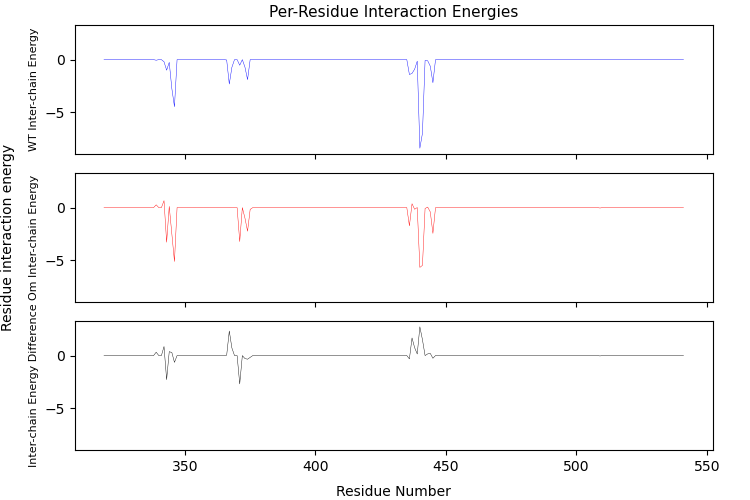 Per-Residue Interaction Energies
Residue interaction energy
WT Inter-chain Energy
0
−5
Om Inter-chain Energy
0
−5
Inter-chain Energy Difference
0
−5
350
400
450
500
550
Residue Number